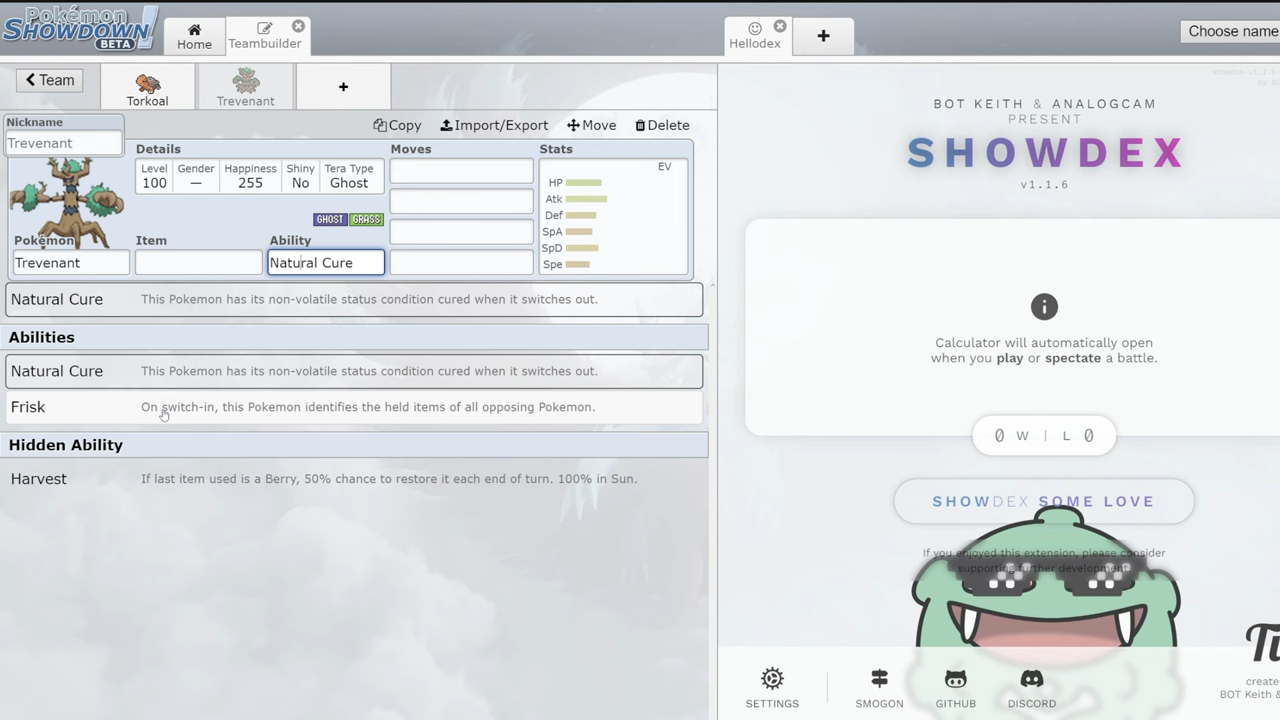 Pokémon
SHOWDOWN!
BETA
Home
Teambuilder
Hellodex
+
Choose name
Team
Torkoal
Trevenant
+
Nickname
Trevenant
Copy
Import/Export
Move
Delete
Details
Level
100
Gender
—
Happiness
255
Shiny
No
Tera Type
Ghost
GHOST GRASS
Pokémon
Trevenant
Item
Ability
Natural Cure
Moves
Stats
EV
HP
Atk
Def
SpA
SpD
Spe
Natural Cure This Pokemon has its non-volatile status condition cured when it switches out.
Abilities
Natural Cure This Pokemon has its non-volatile status condition cured when it switches out.
Frisk On switch-in, this Pokemon identifies the held items of all opposing Pokemon.
Hidden Ability
Harvest If last item used is a Berry, 50% chance to restore it each end of turn. 100% in Sun.
BOT KEITH & ANALOGCAM
PRESENT
SHOWDEX
v1.1.6
Calculator will automatically open
when you play or spectate a battle.
0 W | L 0
SHOWDEX SOME LOVE
If you enjoyed this extension, please consider
supporting further development.
SETTINGS
SMOGON
GITHUB
DISCORD
create
BOT Keith &